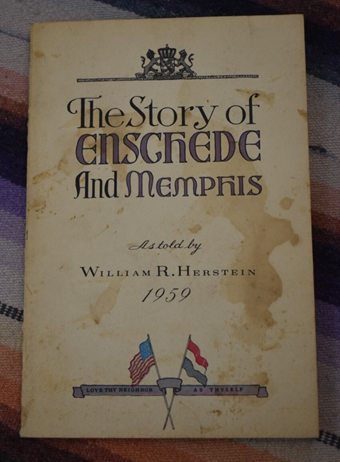 The Story of
ENSCHEDE
And MEMPHIS
As told by
WILLIAM R. HERSTEIN
1959
LOVE THY NEIGHBOR AS THYSELF